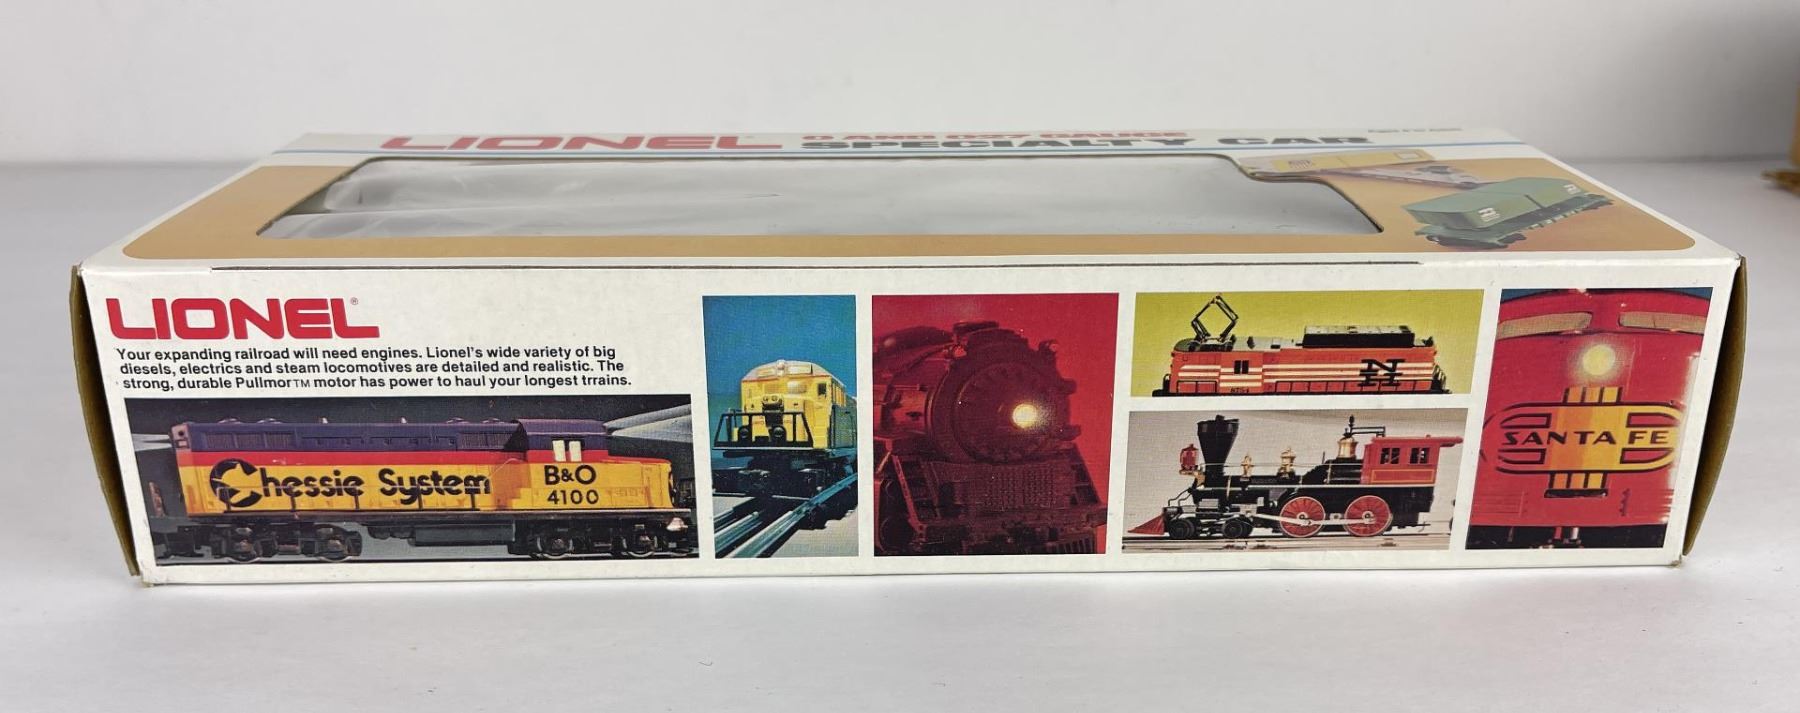 LIONEL O AND O27 GAUGE
SPECIALTY CAR
LIONEL®
Your expanding railroad will need engines. Lionel's wide variety of big
diesels, electrics and steam locomotives are detailed and realistic. The
strong, durable Pullmor™ motor has power to haul your longest trrains.
Chessie System
B&O
4100
N
H
SANTA FE